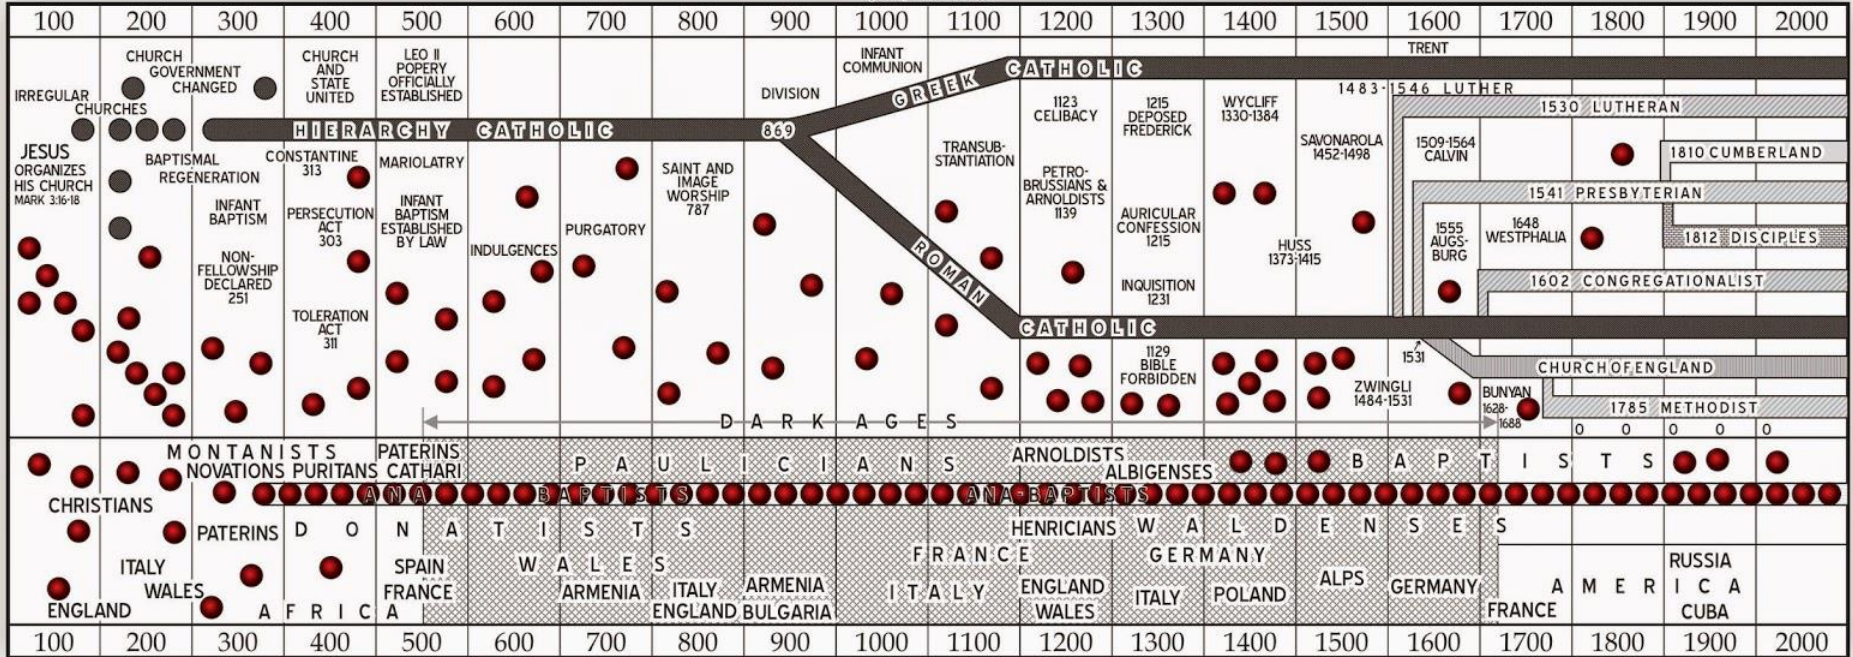 100 200 300 400 500 600 700 800 900 1000 1100 1200 1300 1400 1500 1600 1700 1800 1900 2000
IRREGULAR
CHURCHES
CHURCH
GOVERNMENT
CHANGED
CHURCH
AND
STATE
UNITED
LEO II
POPERY
OFFICIALLY
ESTABLISHED
DIVISION
INFANT
COMMUNION
TRENT
HIERARCHY CATHOLIC
869
GREEK
CATHOLIC
ROMAN
CATHOLIC
JESUS
ORGANIZES
HIS CHURCH
MARK 3:16-18
BAPTISMAL
REGENERATION
INFANT
BAPTISM
NON-
FELLOWSHIP
DECLARED
251
CONSTANTINE
313
PERSECUTION
ACT
303
TOLERATION
ACT
311
MARIOLATRY
INFANT
BAPTISM
ESTABLISHED
BY LAW
INDULGENCES
PURGATORY
SAINT AND
IMAGE
WORSHIP
787
TRANSUB-
STANTIATION
1123
CELIBACY
PETRO-
BRUSSIANS &
ARNOLDISTS
1139
1215
DEPOSED
FREDERICK
AURICULAR
CONFESSION
1215
INQUISITION
1231
1129
BIBLE
FORBIDDEN
WYCLIFF
1330-1384
HUSS
1373-1415
SAVONAROLA
1452-1498
ZWINGLI
1484-1531
1483-1546 LUTHER
1530 LUTHERAN
1509-1564
CALVIN
1810 CUMBERLAND
1541 PRESBYTERIAN
1555
AUGS-
BURG
1648
WESTPHALIA
1812 DISCIPLES
1602 CONGREGATIONALIST
1531
CHURCH OF ENGLAND
BUNYAN
1628-
1688
1785 METHODIST
0 0 0 0 0
DARK AGES
MONTANISTS
NOVATIONS PURITANS
PATERINS
CATHARI
PAULICIANS
ARNOLDISTS
ALBIGENSES
BAPTISTS
ANA BAPTISTS ANA-BAPTISTS
CHRISTIANS
PATERINS
DONATISTS
HENRICIANS
WALDENSES
ITALY
WALES
ENGLAND
AFRICA
SPAIN
FRANCE
WALES
ARMENIA
ITALY
ENGLAND
ARMENIA
BULGARIA
FRANCE
ITALY
ENGLAND
WALES
GERMANY
ITALY
POLAND
ALPS
GERMANY
FRANCE
AMERICA
RUSSIA
CUBA
100 200 300 400 500 600 700 800 900 1000 1100 1200 1300 1400 1500 1600 1700 1800 1900 2000